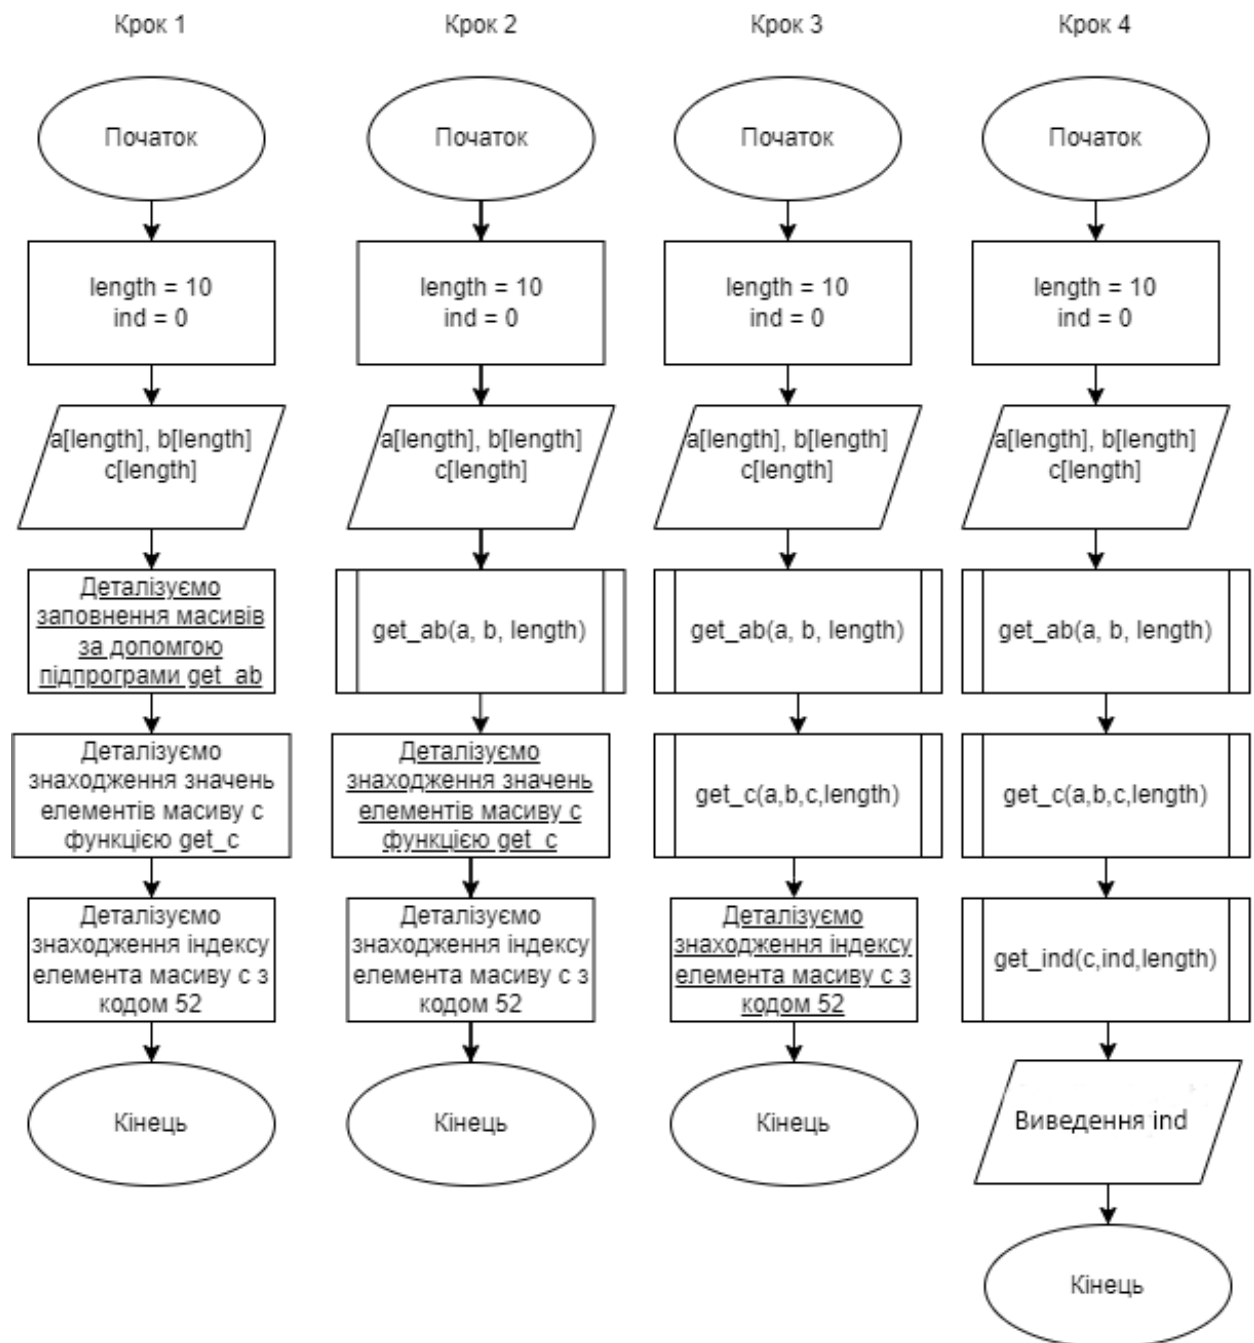 Крок 1
Початок
length = 10
ind = 0
a[length], b[length]
c[length]
Деталізуємо
заповнення масивів
за допомгою
підпрограми get_ab
Деталізуємо
знаходження значень
елементів масиву c
функцією get_c
Деталізуємо
знаходження індексу
елемента масиву c з
кодом 52
Кінець
Крок 2
Початок
length = 10
ind = 0
a[length], b[length]
c[length]
get_ab(a, b, length)
Деталізуємо
знаходження значень
елементів масиву c
функцією get_c
Деталізуємо
знаходження індексу
елемента масиву c з
кодом 52
Кінець
Крок 3
Початок
length = 10
ind = 0
a[length], b[length]
c[length]
get_ab(a, b, length)
get_c(a,b,c,length)
Деталізуємо
знаходження індексу
елемента масиву c з
кодом 52
Кінець
Крок 4
Початок
length = 10
ind = 0
a[length], b[length]
c[length]
get_ab(a, b, length)
get_c(a,b,c,length)
get_ind(c,ind,length)
Виведення ind
Кінець